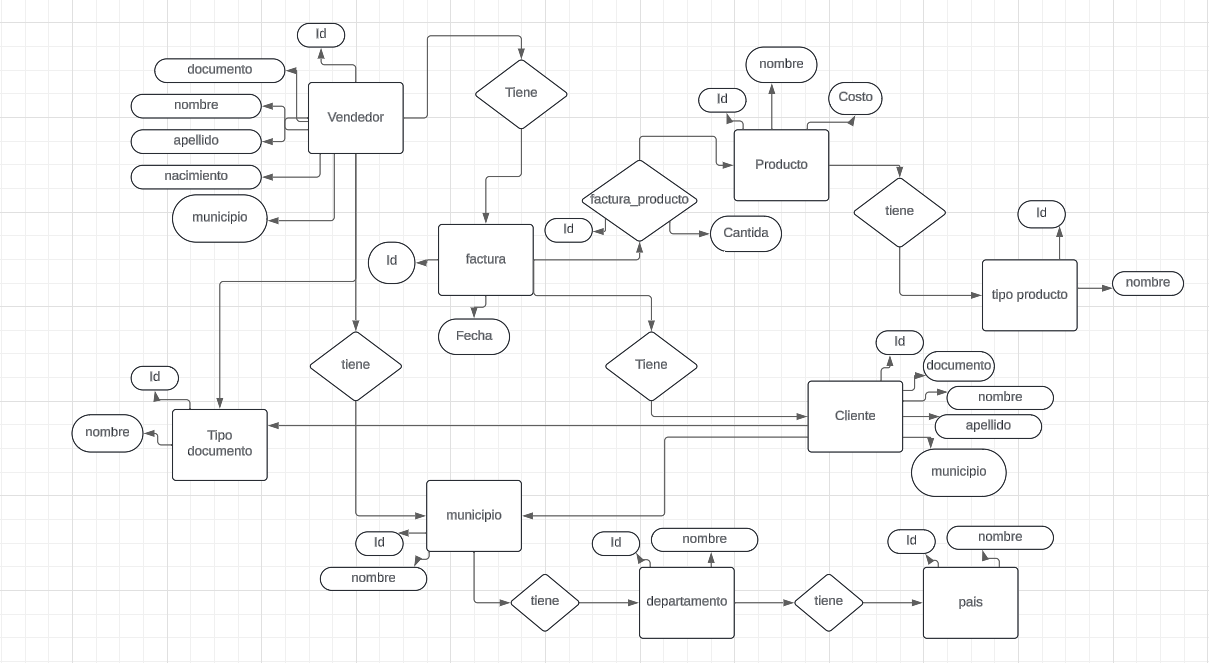 Id
documento
nombre
apellido
nacimiento
municipio
Vendedor
Tiene
nombre
Id
Costo
Producto
factura_producto
Id
Cantida
tiene
Id
nombre
tipo producto
Id
factura
Fecha
tiene
Tiene
Id
documento
nombre
apellido
municipio
Cliente
Id
nombre
Tipo
documento
municipio
Id
nombre
tiene
Id
nombre
departamento
tiene
Id
nombre
pais